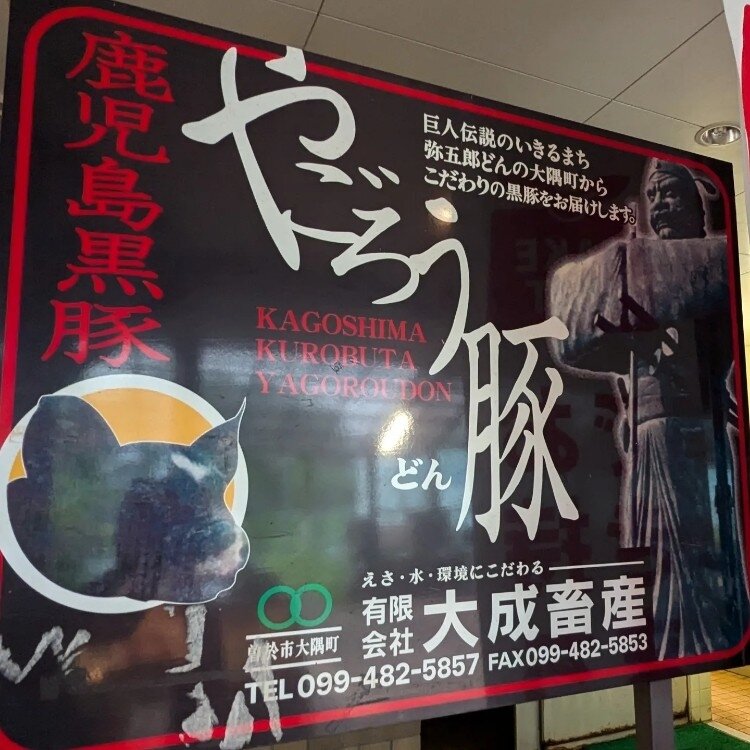 鹿児島黒豚
やごろう豚
どん
巨人伝説のいきるまち
弥五郎どんの大隅町から
こだわりの黒豚をお届けします。
KAGOSHIMA
KUROBUTA
YAGOROUDON
えさ・水・環境にこだわる
有限会社 大成畜産
曽於市大隅町
TEL 099-482-5857 FAX 099-482-5853